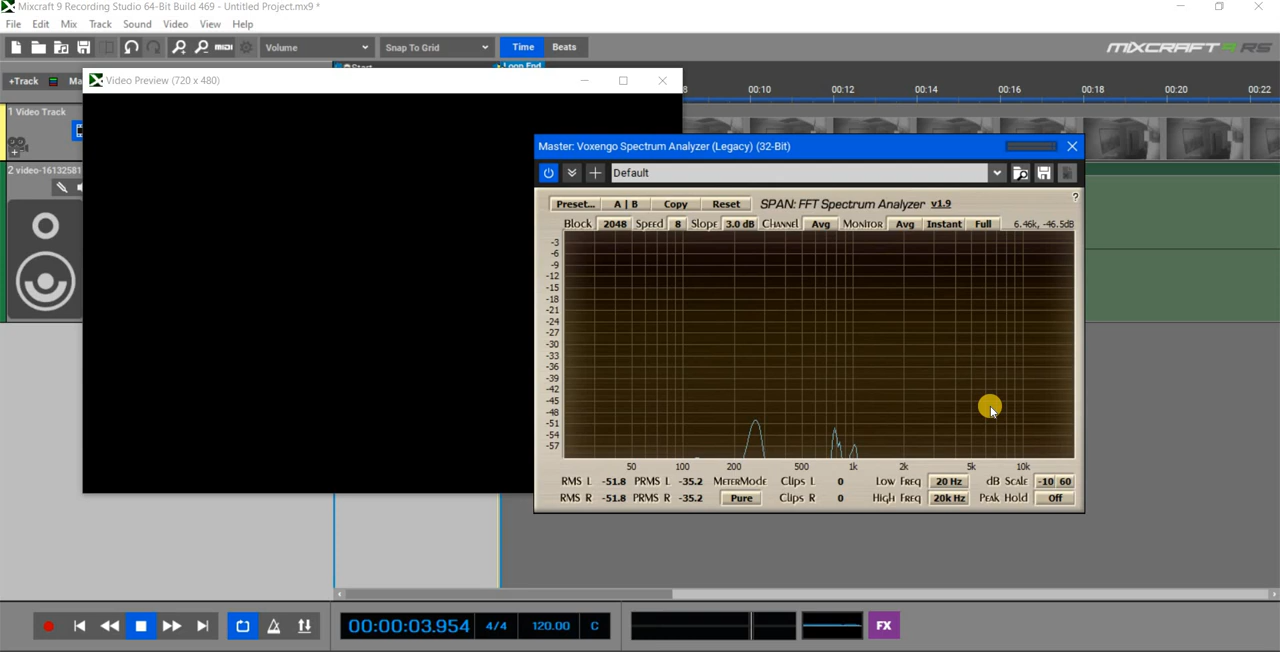 Mixcraft 9 Recording Studio 64-Bit Build 469 - Untitled Project.mx9 *
File Edit Mix Track Sound Video View Help
MIDI Volume Snap To Grid Time Beats MIXCRAFT 9 RS
Start Loop End
+Track Ma
Video Preview (720 x 480)
8 00:10 00:12 00:14 00:16 00:18 00:20 00:22
1 Video Track
2 video-16132581
Master: Voxengo Spectrum Analyzer (Legacy) (32-Bit)
Default
Preset... A | B Copy Reset SPAN: FFT Spectrum Analyzer v1.9 ?
Block 2048 Speed 8 Slope 3.0 dB Channel Avg Monitor Avg Instant Full 6.46k, -46.5dB
-3
-6
-9
-12
-15
-18
-21
-24
-27
-30
-33
-36
-39
-42
-45
-48
-51
-54
-57
50 100 200 500 1k 2k 5k 10k
RMS L -51.8 PRMS L -35.2 MeterMode Clips L 0 Low Freq 20 Hz dB Scale -10 60
RMS R -51.8 PRMS R -35.2 Pure Clips R 0 High Freq 20k Hz Peak Hold Off
00:00:03.954 4/4 120.00 C FX